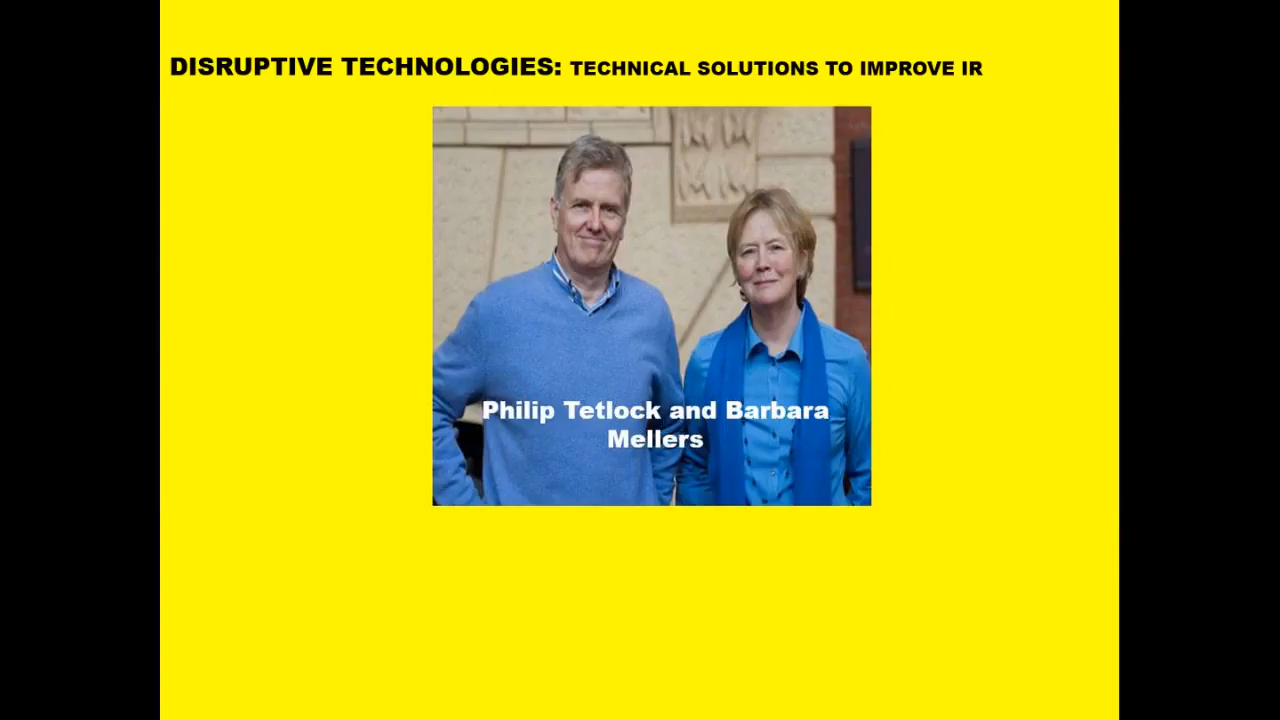 DISRUPTIVE TECHNOLOGIES: TECHNICAL SOLUTIONS TO IMPROVE IR
Philip Tetlock and Barbara
Mellers